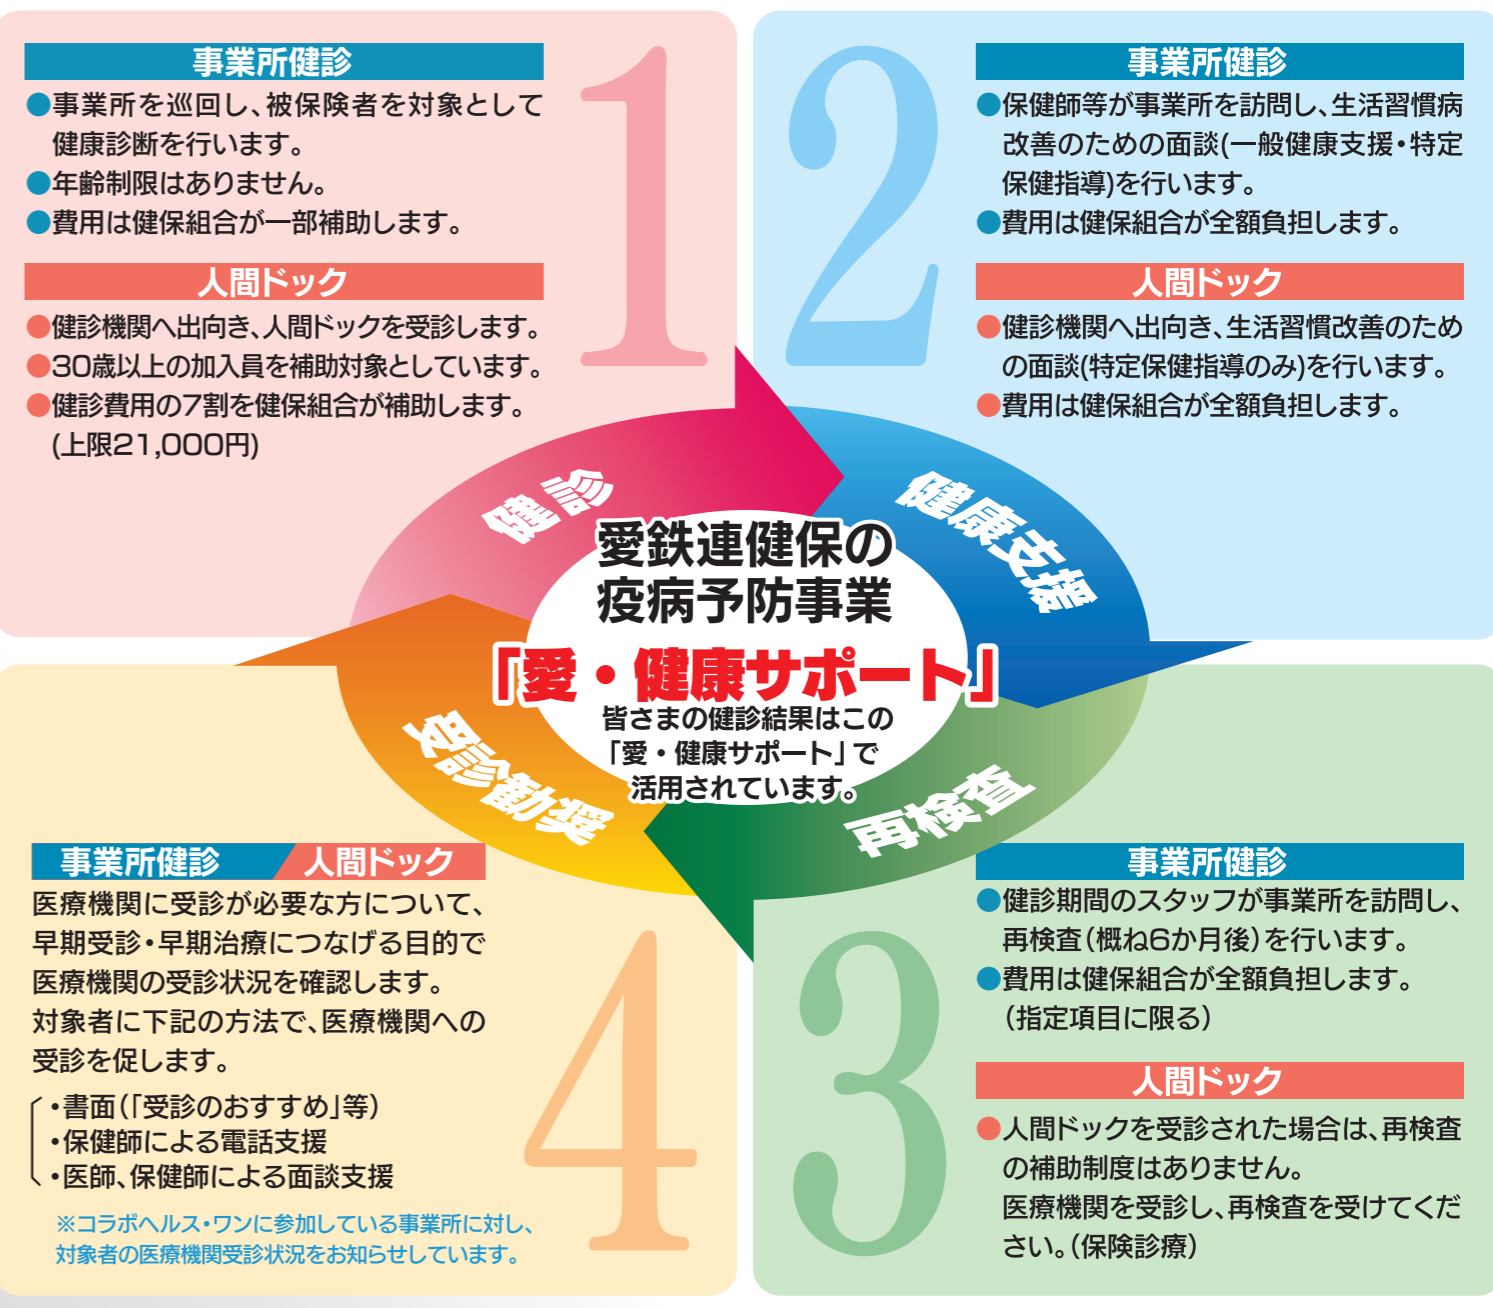 1
事業所健診
●事業所を巡回し、被保険者を対象として
健康診断を行います。
●年齢制限はありません。
●費用は健保組合が一部補助します。
人間ドック
●健診機関へ出向き、人間ドックを受診します。
●30歳以上の加入員を補助対象としています。
●健診費用の7割を健保組合が補助します。
(上限21,000円)
2
事業所健診
●保健師等が事業所を訪問し、生活習慣病
改善のための面談(一般健康支援・特定
保健指導)を行います。
●費用は健保組合が全額負担します。
人間ドック
●健診機関へ出向き、生活習慣改善のため
の面談(特定保健指導のみ)を行います。
●費用は健保組合が全額負担します。
健診
健康支援
愛鉄連健保の
疫病予防事業
「愛・健康サポート」
皆さまの健診結果はこの
「愛・健康サポート」で
活用されています。
受診勧奨
再検査
3
事業所健診
●健診期間のスタッフが事業所を訪問し、
再検査(概ね6か月後)を行います。
●費用は健保組合が全額負担します。
(指定項目に限る)
人間ドック
●人間ドックを受診された場合は、再検査
の補助制度はありません。
医療機関を受診し、再検査を受けてくだ
さい。(保険診療)
4
事業所健診 人間ドック
医療機関に受診が必要な方について、
早期受診・早期治療につなげる目的で
医療機関の受診状況を確認します。
対象者に下記の方法で、医療機関への
受診を促します。
・書面(「受診のおすすめ」等)
・保健師による電話支援
・医師、保健師による面談支援
※コラボヘルス・ワンに参加している事業所に対し、
対象者の医療機関受診状況をお知らせしています。